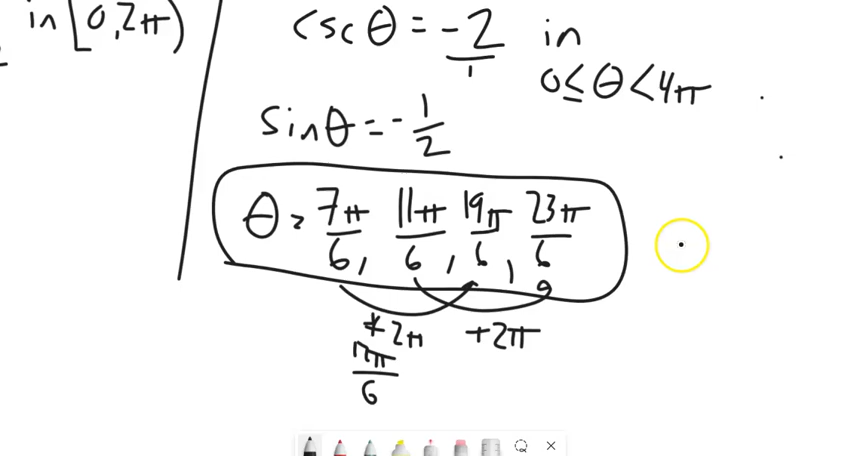 in [0, 2π)
csc θ = -2/1 in
0 ≤ θ < 4π
sin θ = -1/2
θ = 7π/6, 11π/6, 19π/6, 23π/6
+2π +2π
12π/6